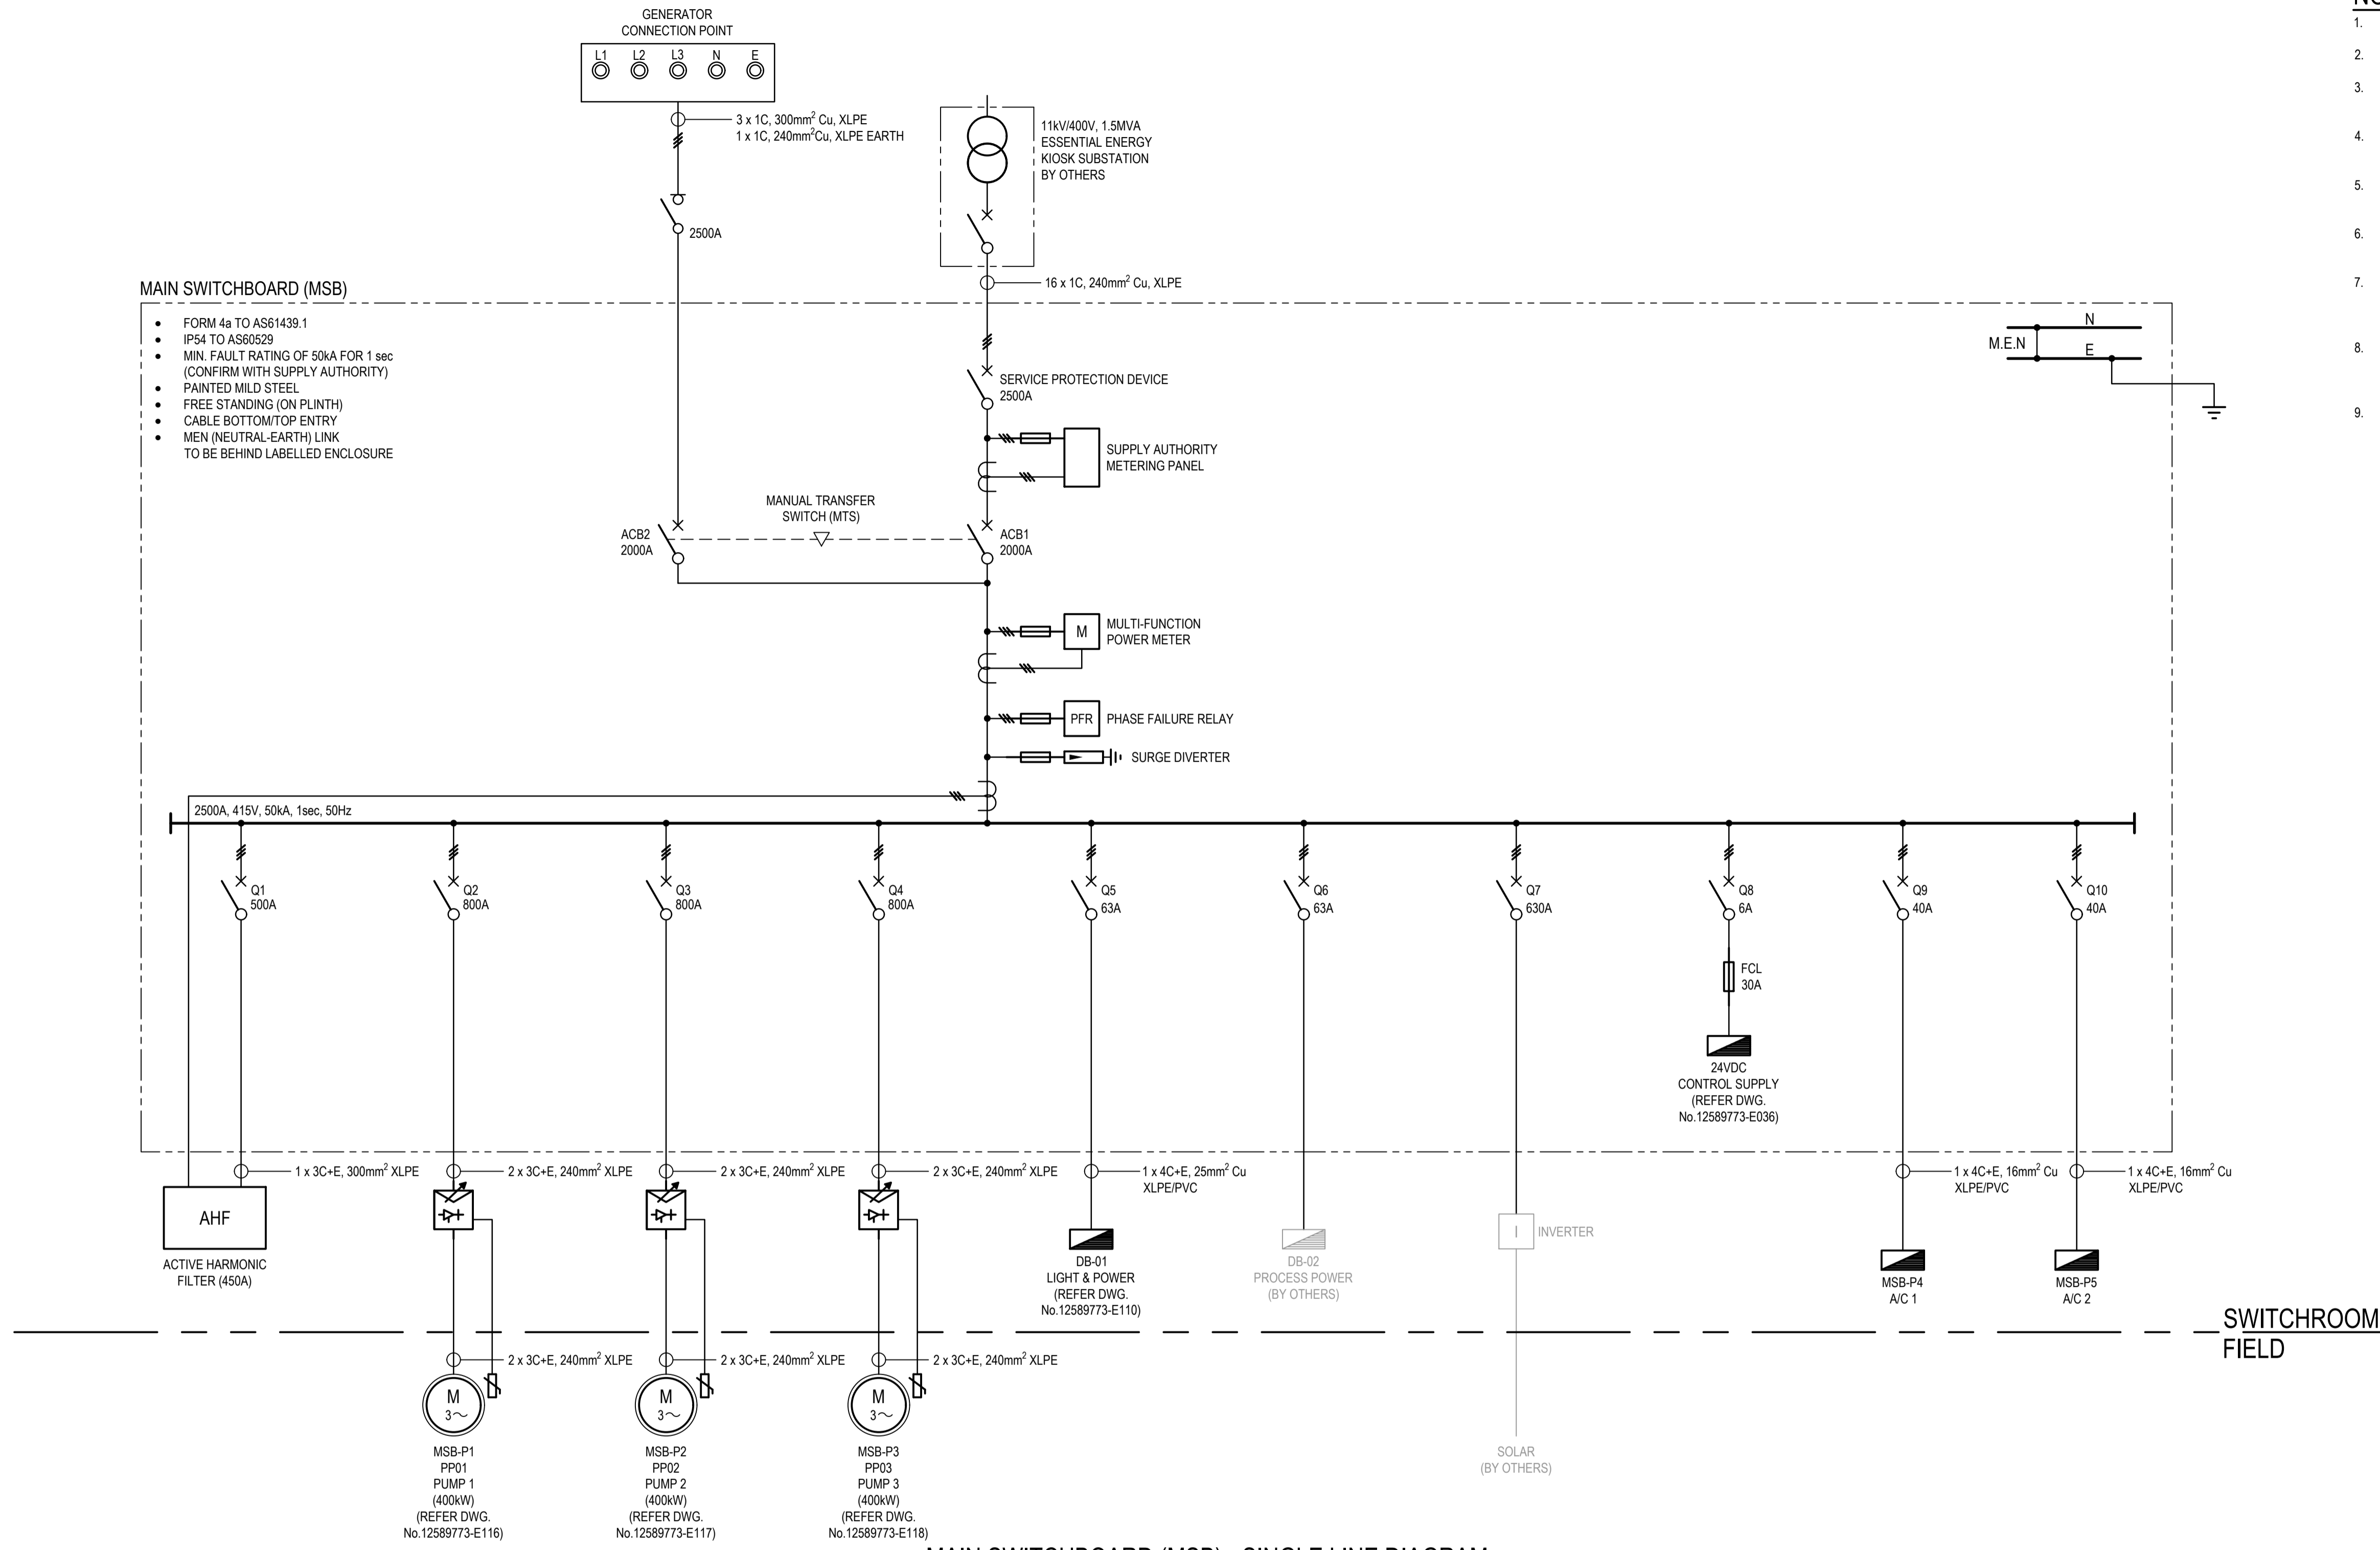 GENERATOR
CONNECTION POINT
L1 L2 L3 N E
3 x 1C, 300mm² Cu, XLPE
1 x 1C, 240mm²Cu, XLPE EARTH
2500A
11kV/400V, 1.5MVA
ESSENTIAL ENERGY
KIOSK SUBSTATION
BY OTHERS
16 x 1C, 240mm² Cu, XLPE
1.
2.
3.
4.
5.
6.
7.
8.
9.
MAIN SWITCHBOARD (MSB)
• FORM 4a TO AS61439.1
• IP54 TO AS60529
• MIN. FAULT RATING OF 50kA FOR 1 sec
(CONFIRM WITH SUPPLY AUTHORITY)
• PAINTED MILD STEEL
• FREE STANDING (ON PLINTH)
• CABLE BOTTOM/TOP ENTRY
• MEN (NEUTRAL-EARTH) LINK
TO BE BEHIND LABELLED ENCLOSURE
N
M.E.N
E
SERVICE PROTECTION DEVICE
2500A
SUPPLY AUTHORITY
METERING PANEL
MANUAL TRANSFER
SWITCH (MTS)
ACB2
2000A
ACB1
2000A
M
MULTI-FUNCTION
POWER METER
PFR
PHASE FAILURE RELAY
SURGE DIVERTER
2500A, 415V, 50kA, 1sec, 50Hz
Q1
500A
Q2
800A
Q3
800A
Q4
800A
Q5
63A
Q6
63A
Q7
630A
Q8
6A
Q9
40A
Q10
40A
FCL
30A
24VDC
CONTROL SUPPLY
(REFER DWG.
No.12589773-E036)
1 x 3C+E, 300mm² XLPE
2 x 3C+E, 240mm² XLPE
2 x 3C+E, 240mm² XLPE
2 x 3C+E, 240mm² XLPE
1 x 4C+E, 25mm² Cu
XLPE/PVC
1 x 4C+E, 16mm² Cu
XLPE/PVC
1 x 4C+E, 16mm² Cu
XLPE/PVC
AHF
ACTIVE HARMONIC
FILTER (450A)
DB-01
LIGHT & POWER
(REFER DWG.
No.12589773-E110)
DB-02
PROCESS POWER
(BY OTHERS)
I
INVERTER
MSB-P4
A/C 1
MSB-P5
A/C 2
SWITCHROOM
FIELD
2 x 3C+E, 240mm² XLPE
2 x 3C+E, 240mm² XLPE
2 x 3C+E, 240mm² XLPE
M
3~
M
3~
M
3~
MSB-P1
PP01
PUMP 1
(400kW)
(REFER DWG.
No.12589773-E116)
MSB-P2
PP02
PUMP 2
(400kW)
(REFER DWG.
No.12589773-E117)
MSB-P3
PP03
PUMP 3
(400kW)
(REFER DWG.
No.12589773-E118)
SOLAR
(BY OTHERS)
MAIN SWITCHBOARD (MSB) - SINGLE LINE DIAGRAM